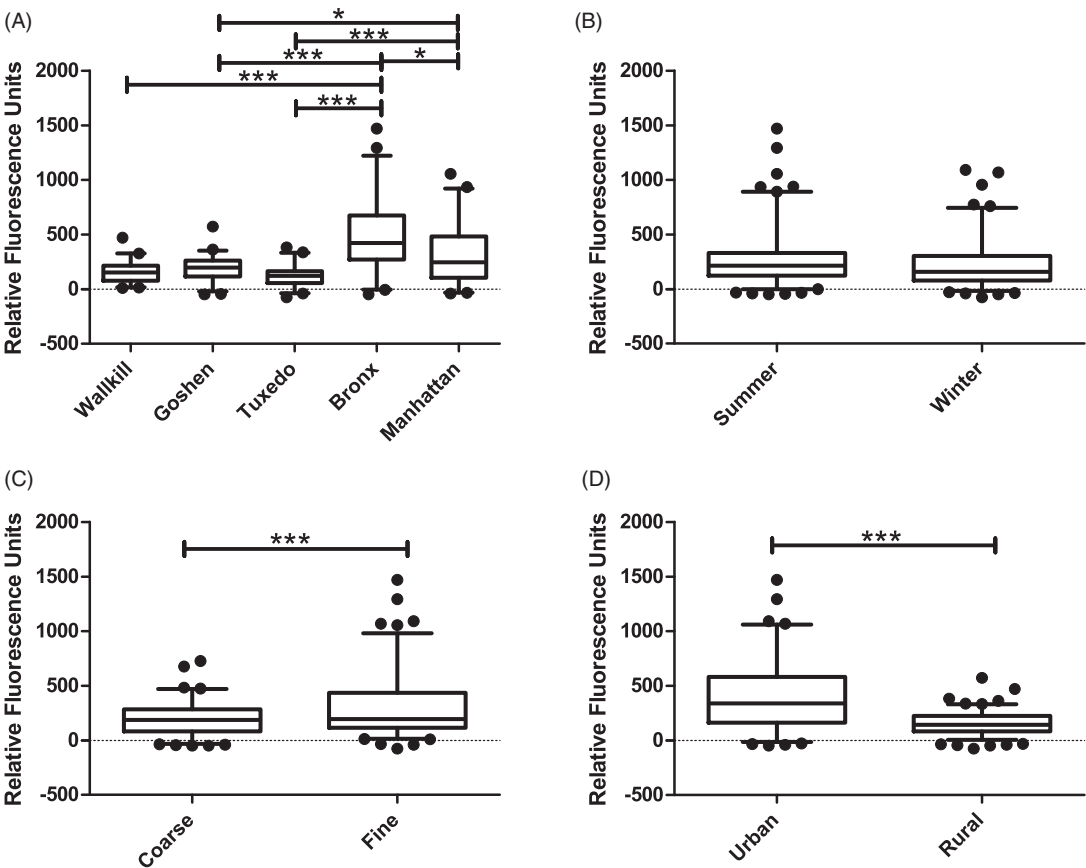 (A)
*
***
*** *
***
***
Relative Fluorescence Units
2000
1500
1000
500
0
-500
Wallkill
Goshen
Tuxedo
Bronx
Manhattan
(B)
Relative Fluorescence Units
2000
1500
1000
500
0
-500
Summer
Winter
(C)
***
Relative Fluorescence Units
2000
1500
1000
500
0
-500
Coarse
Fine
(D)
***
Relative Fluorescence Units
2000
1500
1000
500
0
-500
Urban
Rural